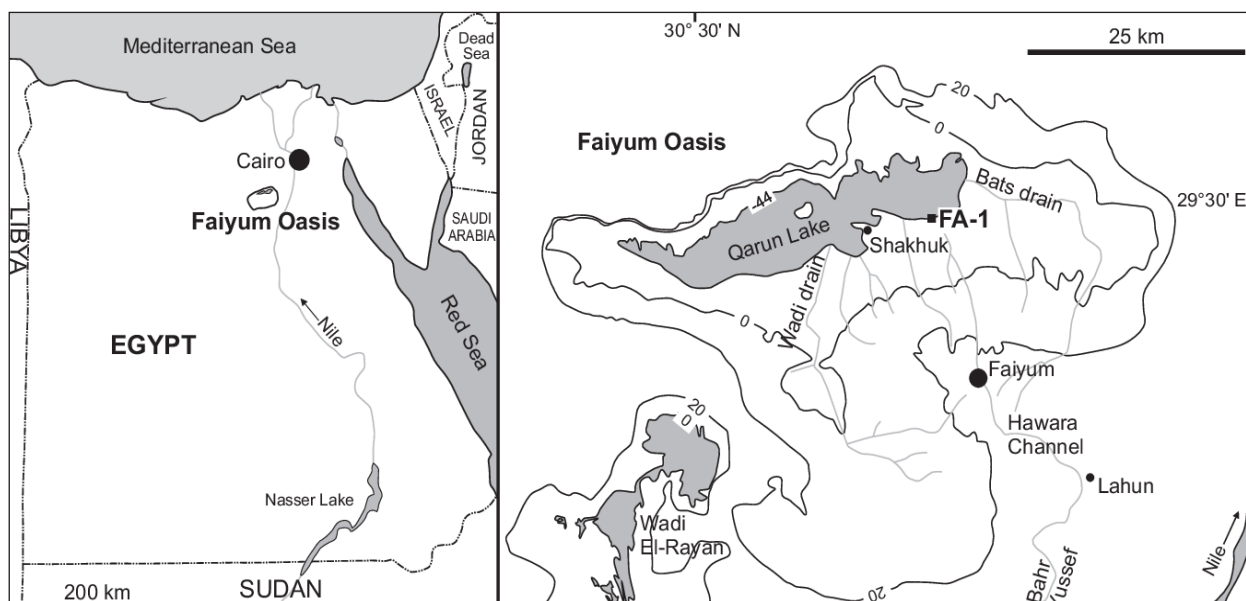 Mediterranean Sea
Dead
Sea
ISRAEL
JORDAN
Cairo
Faiyum Oasis
SAUDI
ARABIA
LIBYA
Nile
Red Sea
EGYPT
Nasser Lake
200 km
SUDAN
30° 30' N
25 km
20
0
Faiyum Oasis
Bats drain
29°30' E
-44
FA-1
Qarun Lake
Shakhuk
Wadi drain
0
Faiyum
20
0
Hawara
Channel
Lahun
Wadi
El-Rayan
20
Bahr
Yussef
Nile